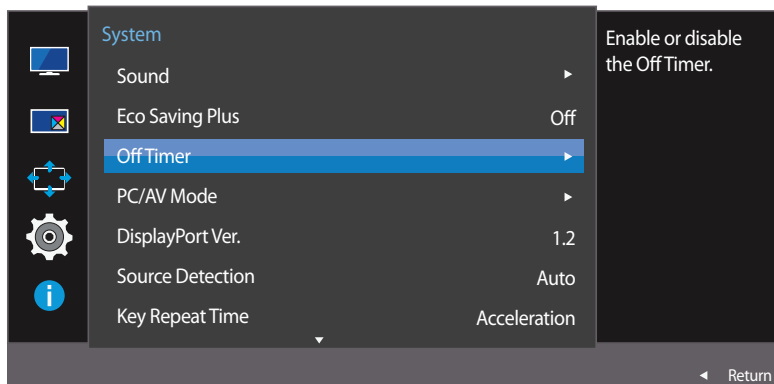 System
Sound
Eco Saving Plus Off
Off Timer
PC/AV Mode
DisplayPort Ver. 1.2
Source Detection Auto
Key Repeat Time Acceleration
Enable or disable
the Off Timer.
i
Return